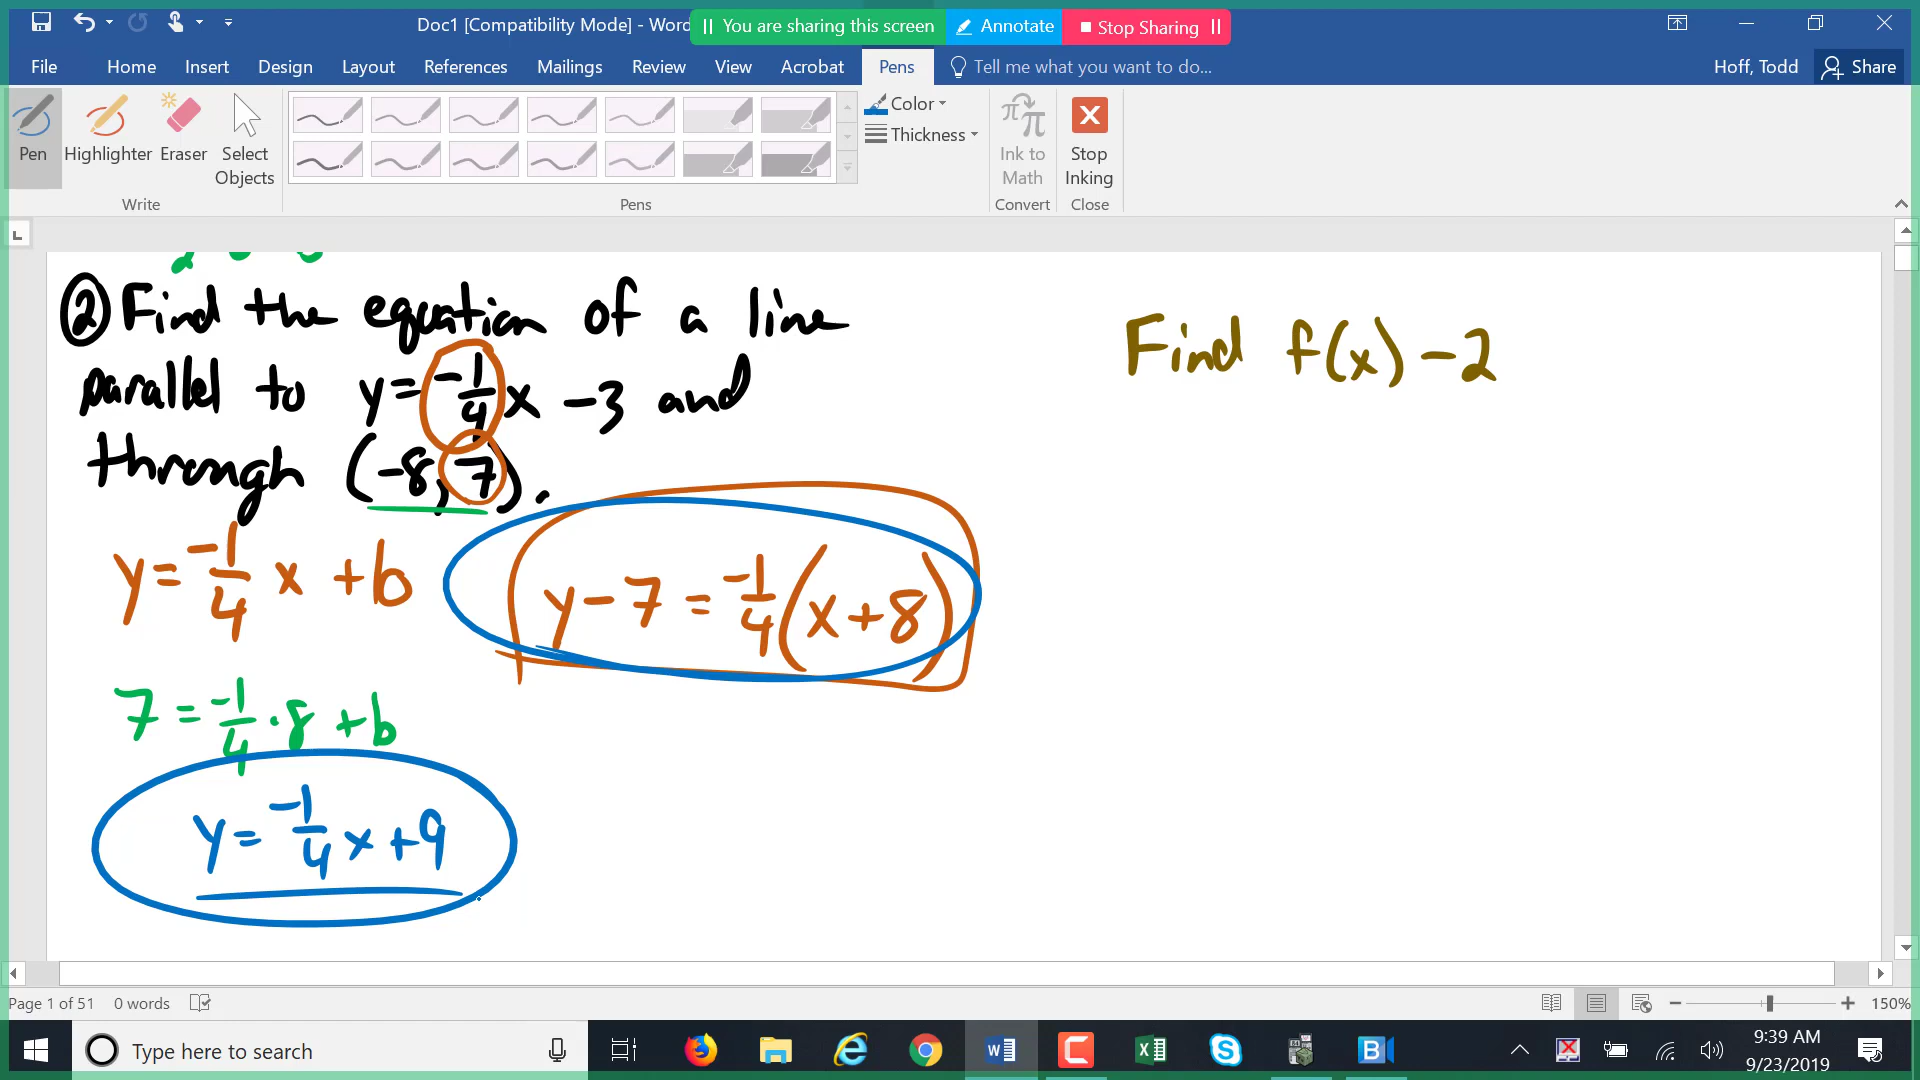 Doc1 [Compatibility Mode] - Word
You are sharing this screen
Annotate
Stop Sharing
File Home Insert Design Layout References Mailings Review View Acrobat Pens Tell me what you want to do...
Hoff, Todd Share
Pen Highlighter Eraser Select Objects
Write
Pens
Color
Thickness
Ink to Math
Convert
Stop Inking
Close
② Find the equation of a line
parallel to y = -1/4 x - 3 and
through (-8, 7).
y = -1/4 x + b
y - 7 = -1/4 (x + 8)
7 = -1/4 · 8 + b
y = -1/4 x + 9
Find f(x) - 2
Page 1 of 51 0 words
150%
Type here to search
9:39 AM
9/23/2019